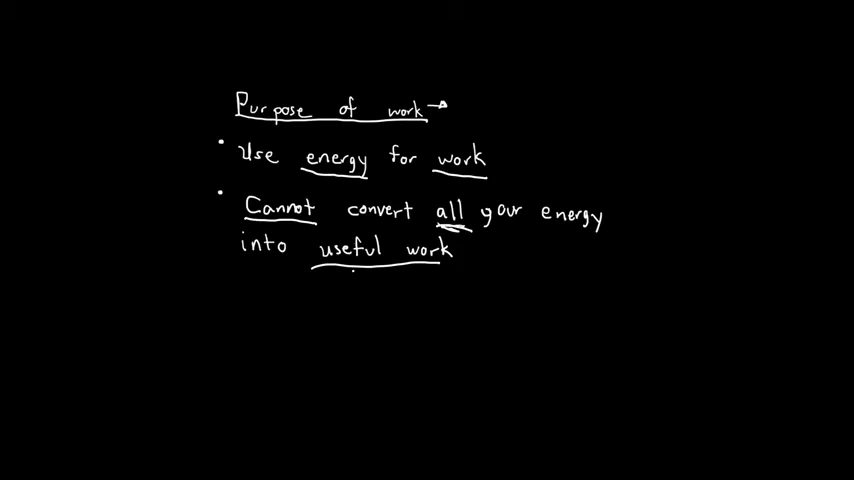 Purpose of work →
• Use energy for work
• Cannot convert all your energy
into useful work